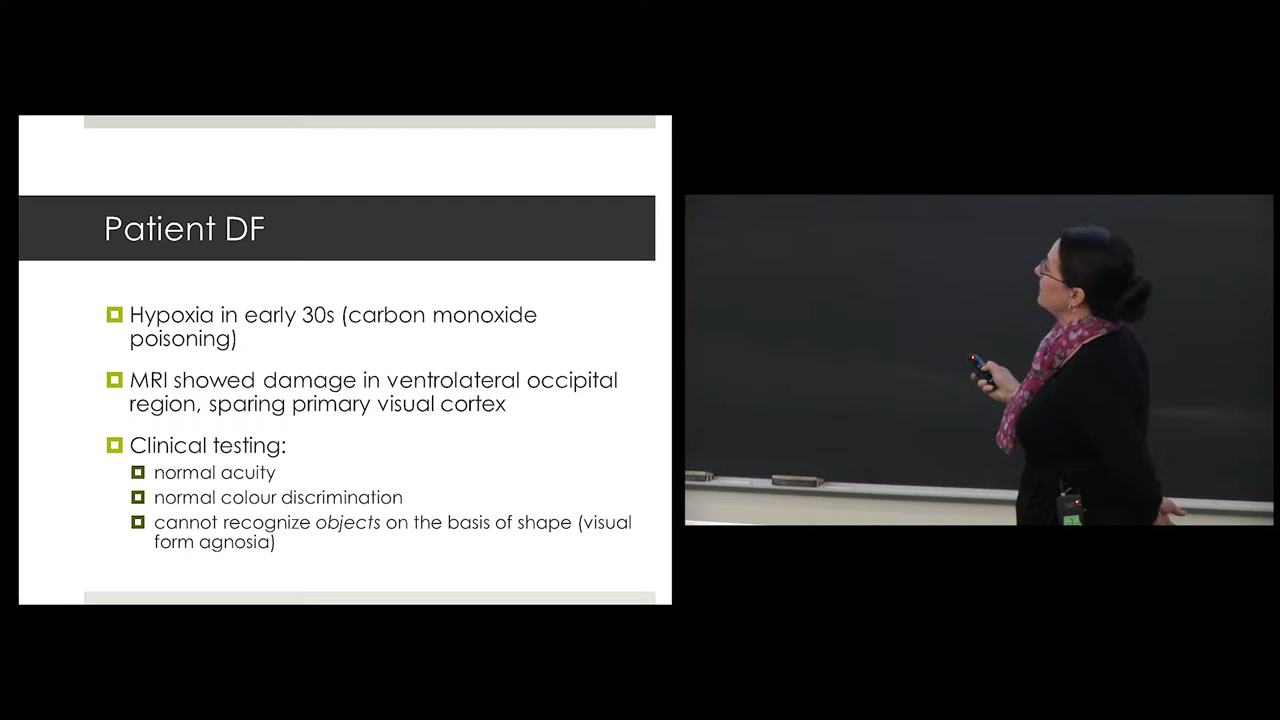 Patient DF
Hypoxia in early 30s (carbon monoxide
poisoning)
MRI showed damage in ventrolateral occipital
region, sparing primary visual cortex
Clinical testing:
normal acuity
normal colour discrimination
cannot recognize objects on the basis of shape (visual
form agnosia)